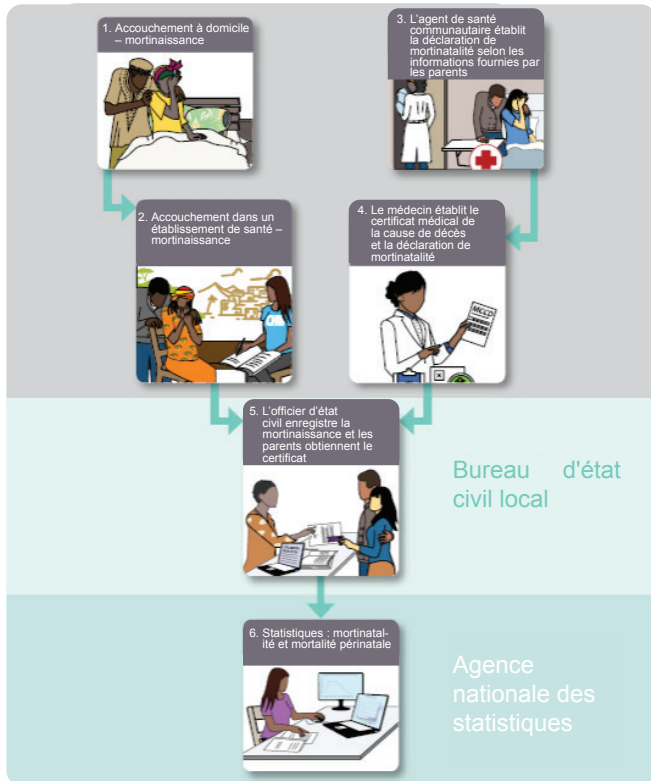 1. Accouchement à domicile
– mortinaissance
3. L'agent de santé
communautaire établit
la déclaration de
mortinatalité selon les
informations fournies par
les parents
2. Accouchement dans un
établissement de santé –
mortinaissance
4. Le médecin établit le
certificat médical de
la cause de décès
et la déclaration de
mortinatalité
MCCD
5. L'officier d'état
civil enregistre la
mortinaissance et les
parents obtiennent le
certificat
Bureau d'état
civil local
6. Statistiques : mortinatal-
ité et mortalité périnatale
Agence
nationale des
statistiques